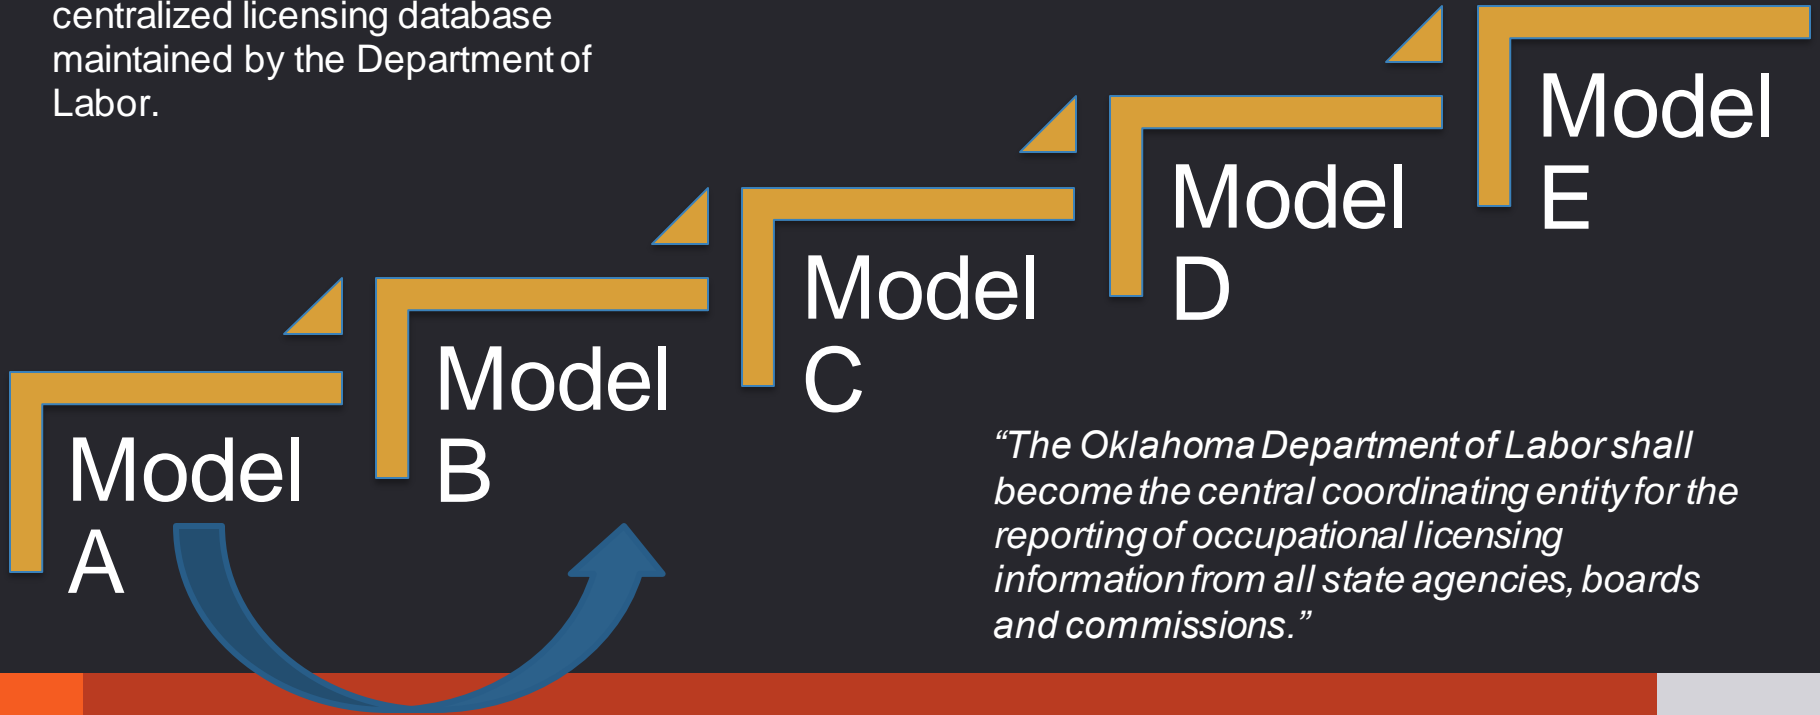 centralized licensing database
maintained by the Department of
Labor.
Model
A
Model
B
Model
C
Model
D
Model
E
“The Oklahoma Department of Labor shall
become the central coordinating entity for the
reporting of occupational licensing
information from all state agencies, boards
and commissions.”